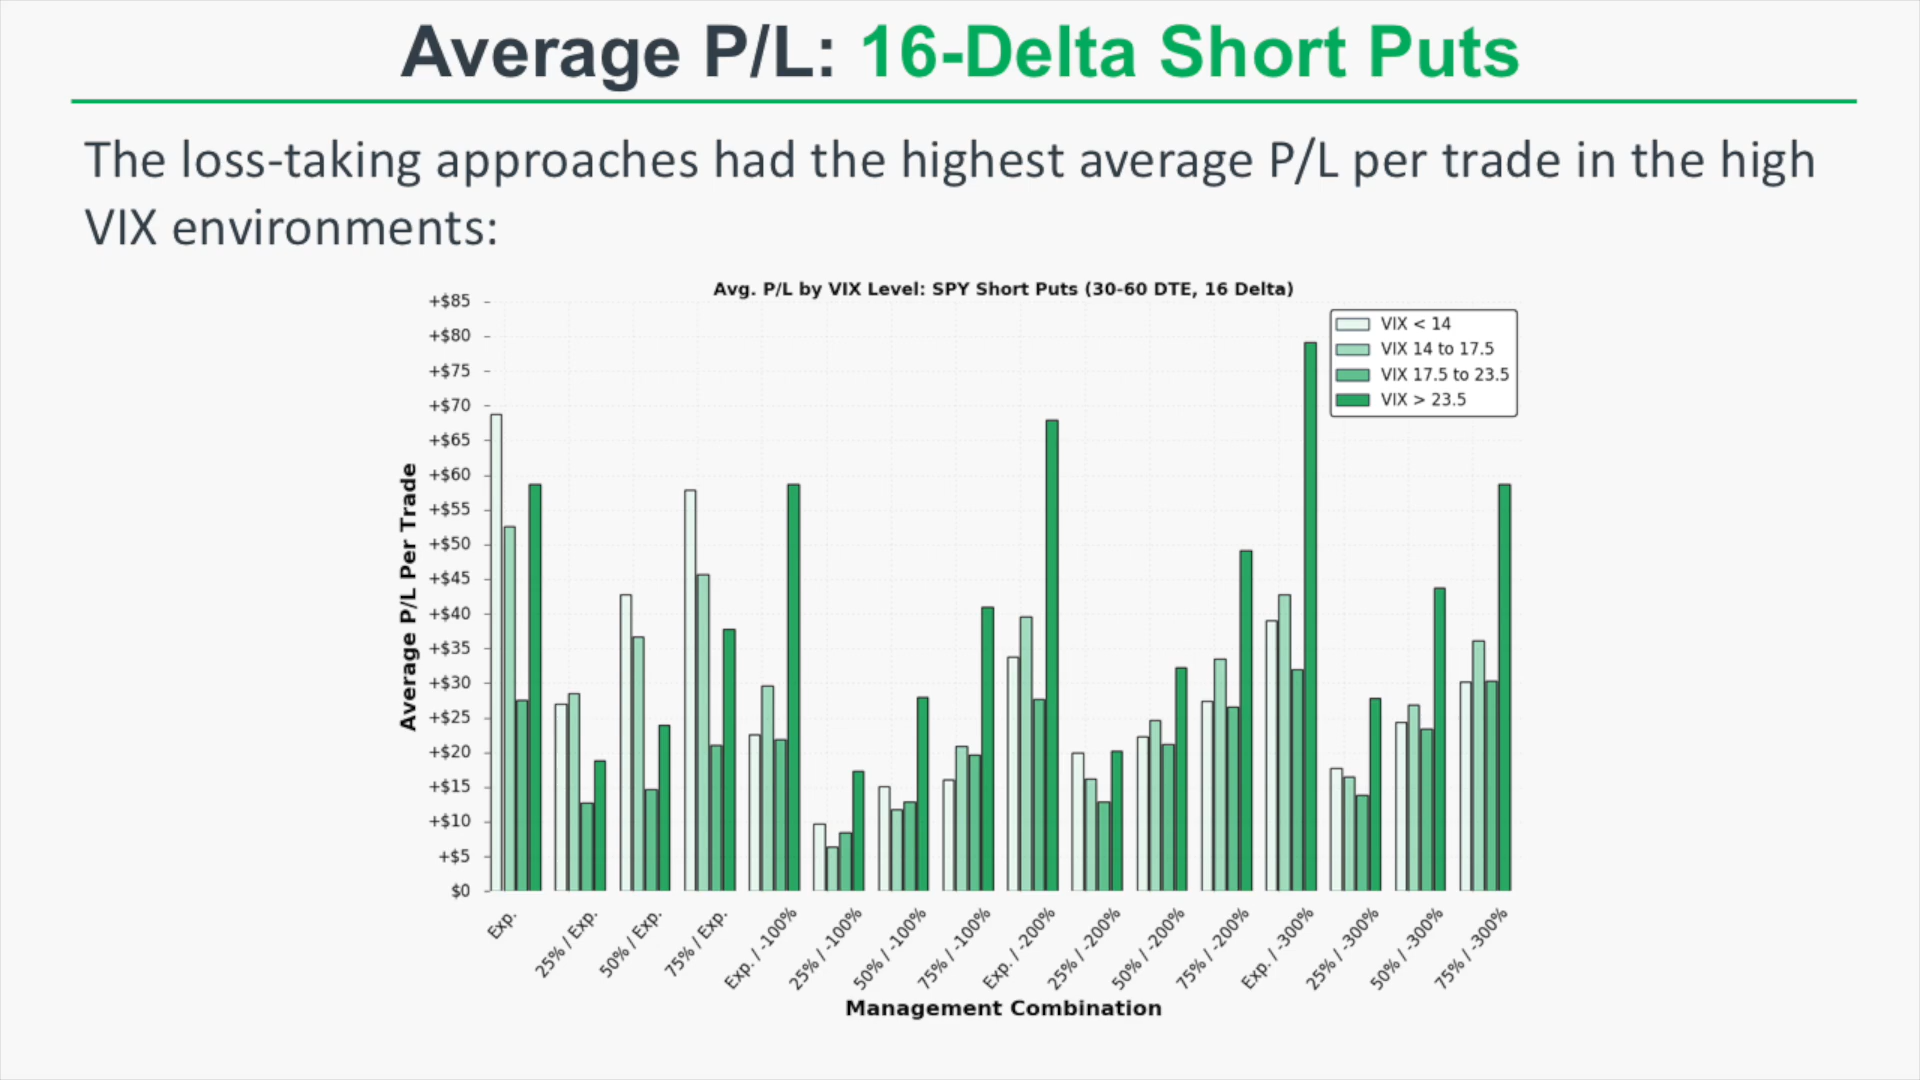 Average P/L: 16-Delta Short Puts
The loss-taking approaches had the highest average P/L per trade in the high
VIX environments:
Avg. P/L by VIX Level: SPY Short Puts (30-60 DTE, 16 Delta)
+$85
+$80
+$75
+$70
+$65
+$60
+$55
+$50
+$45
+$40
+$35
+$30
+$25
+$20
+$15
+$10
+$5
$0
Average P/L Per Trade
VIX < 14
VIX 14 to 17.5
VIX 17.5 to 23.5
VIX > 23.5
Exp.
25% / Exp.
50% / Exp.
75% / Exp.
Exp. / -100%
25% / -100%
50% / -100%
75% / -100%
Exp. / -200%
25% / -200%
50% / -200%
75% / -200%
Exp. / -300%
25% / -300%
50% / -300%
75% / -300%
Management Combination